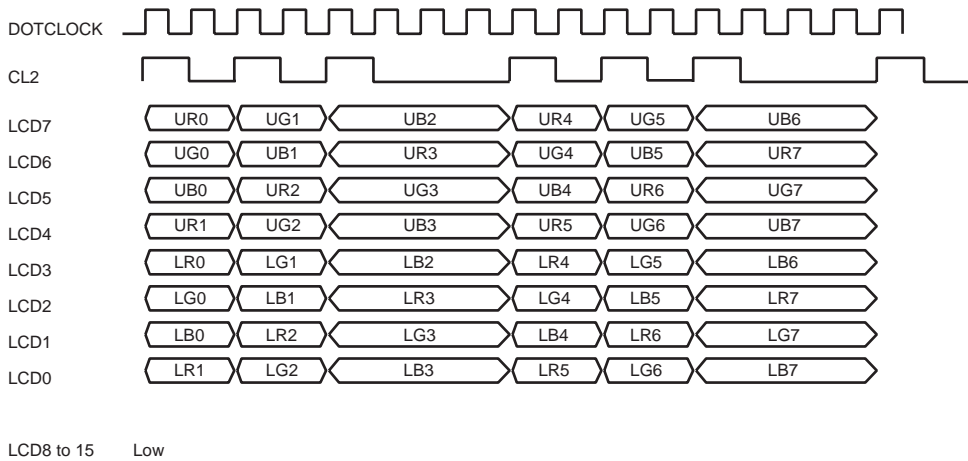 DOTCLOCK
CL2
LCD7 UR0 UG1 UB2 UR4 UG5 UB6
LCD6 UG0 UB1 UR3 UG4 UB5 UR7
LCD5 UB0 UR2 UG3 UB4 UR6 UG7
LCD4 UR1 UG2 UB3 UR5 UG6 UB7
LCD3 LR0 LG1 LB2 LR4 LG5 LB6
LCD2 LG0 LB1 LR3 LG4 LB5 LR7
LCD1 LB0 LR2 LG3 LB4 LR6 LG7
LCD0 LR1 LG2 LB3 LR5 LG6 LB7
LCD8 to 15 Low